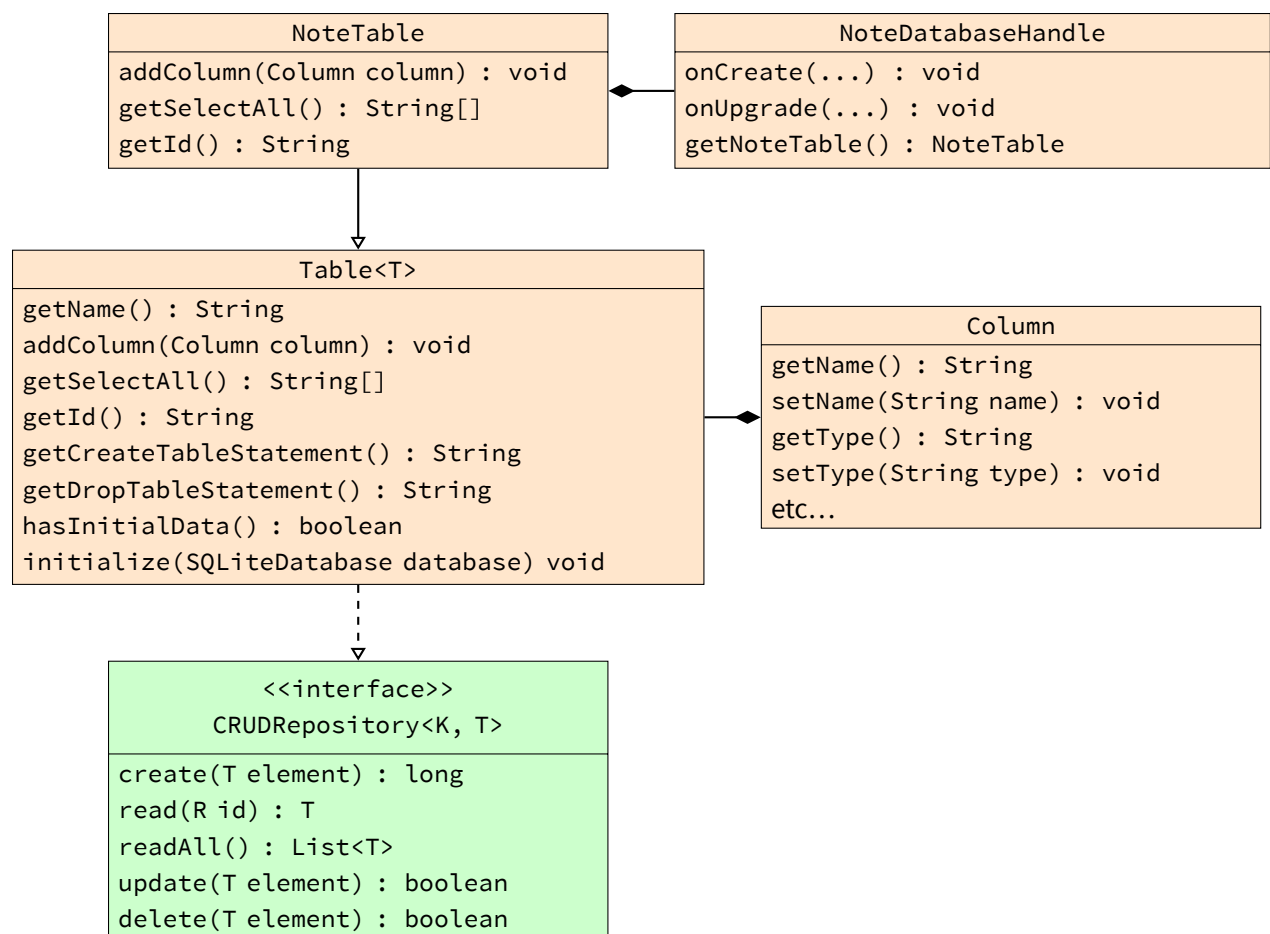 NoteTable
addColumn(Column column) : void
getSelectAll() : String[]
getId() : String
NoteDatabaseHandle
onCreate(...) : void
onUpgrade(...) : void
getNoteTable() : NoteTable
Table<T>
getName() : String
addColumn(Column column) : void
getSelectAll() : String[]
getId() : String
getCreateTableStatement() : String
getDropTableStatement() : String
hasInitialData() : boolean
initialize(SQLiteDatabase database) void
Column
getName() : String
setName(String name) : void
getType() : String
setType(String type) : void
etc…
<<interface>>
CRUDRepository<K, T>
create(T element) : long
read(R id) : T
readAll() : List<T>
update(T element) : boolean
delete(T element) : boolean